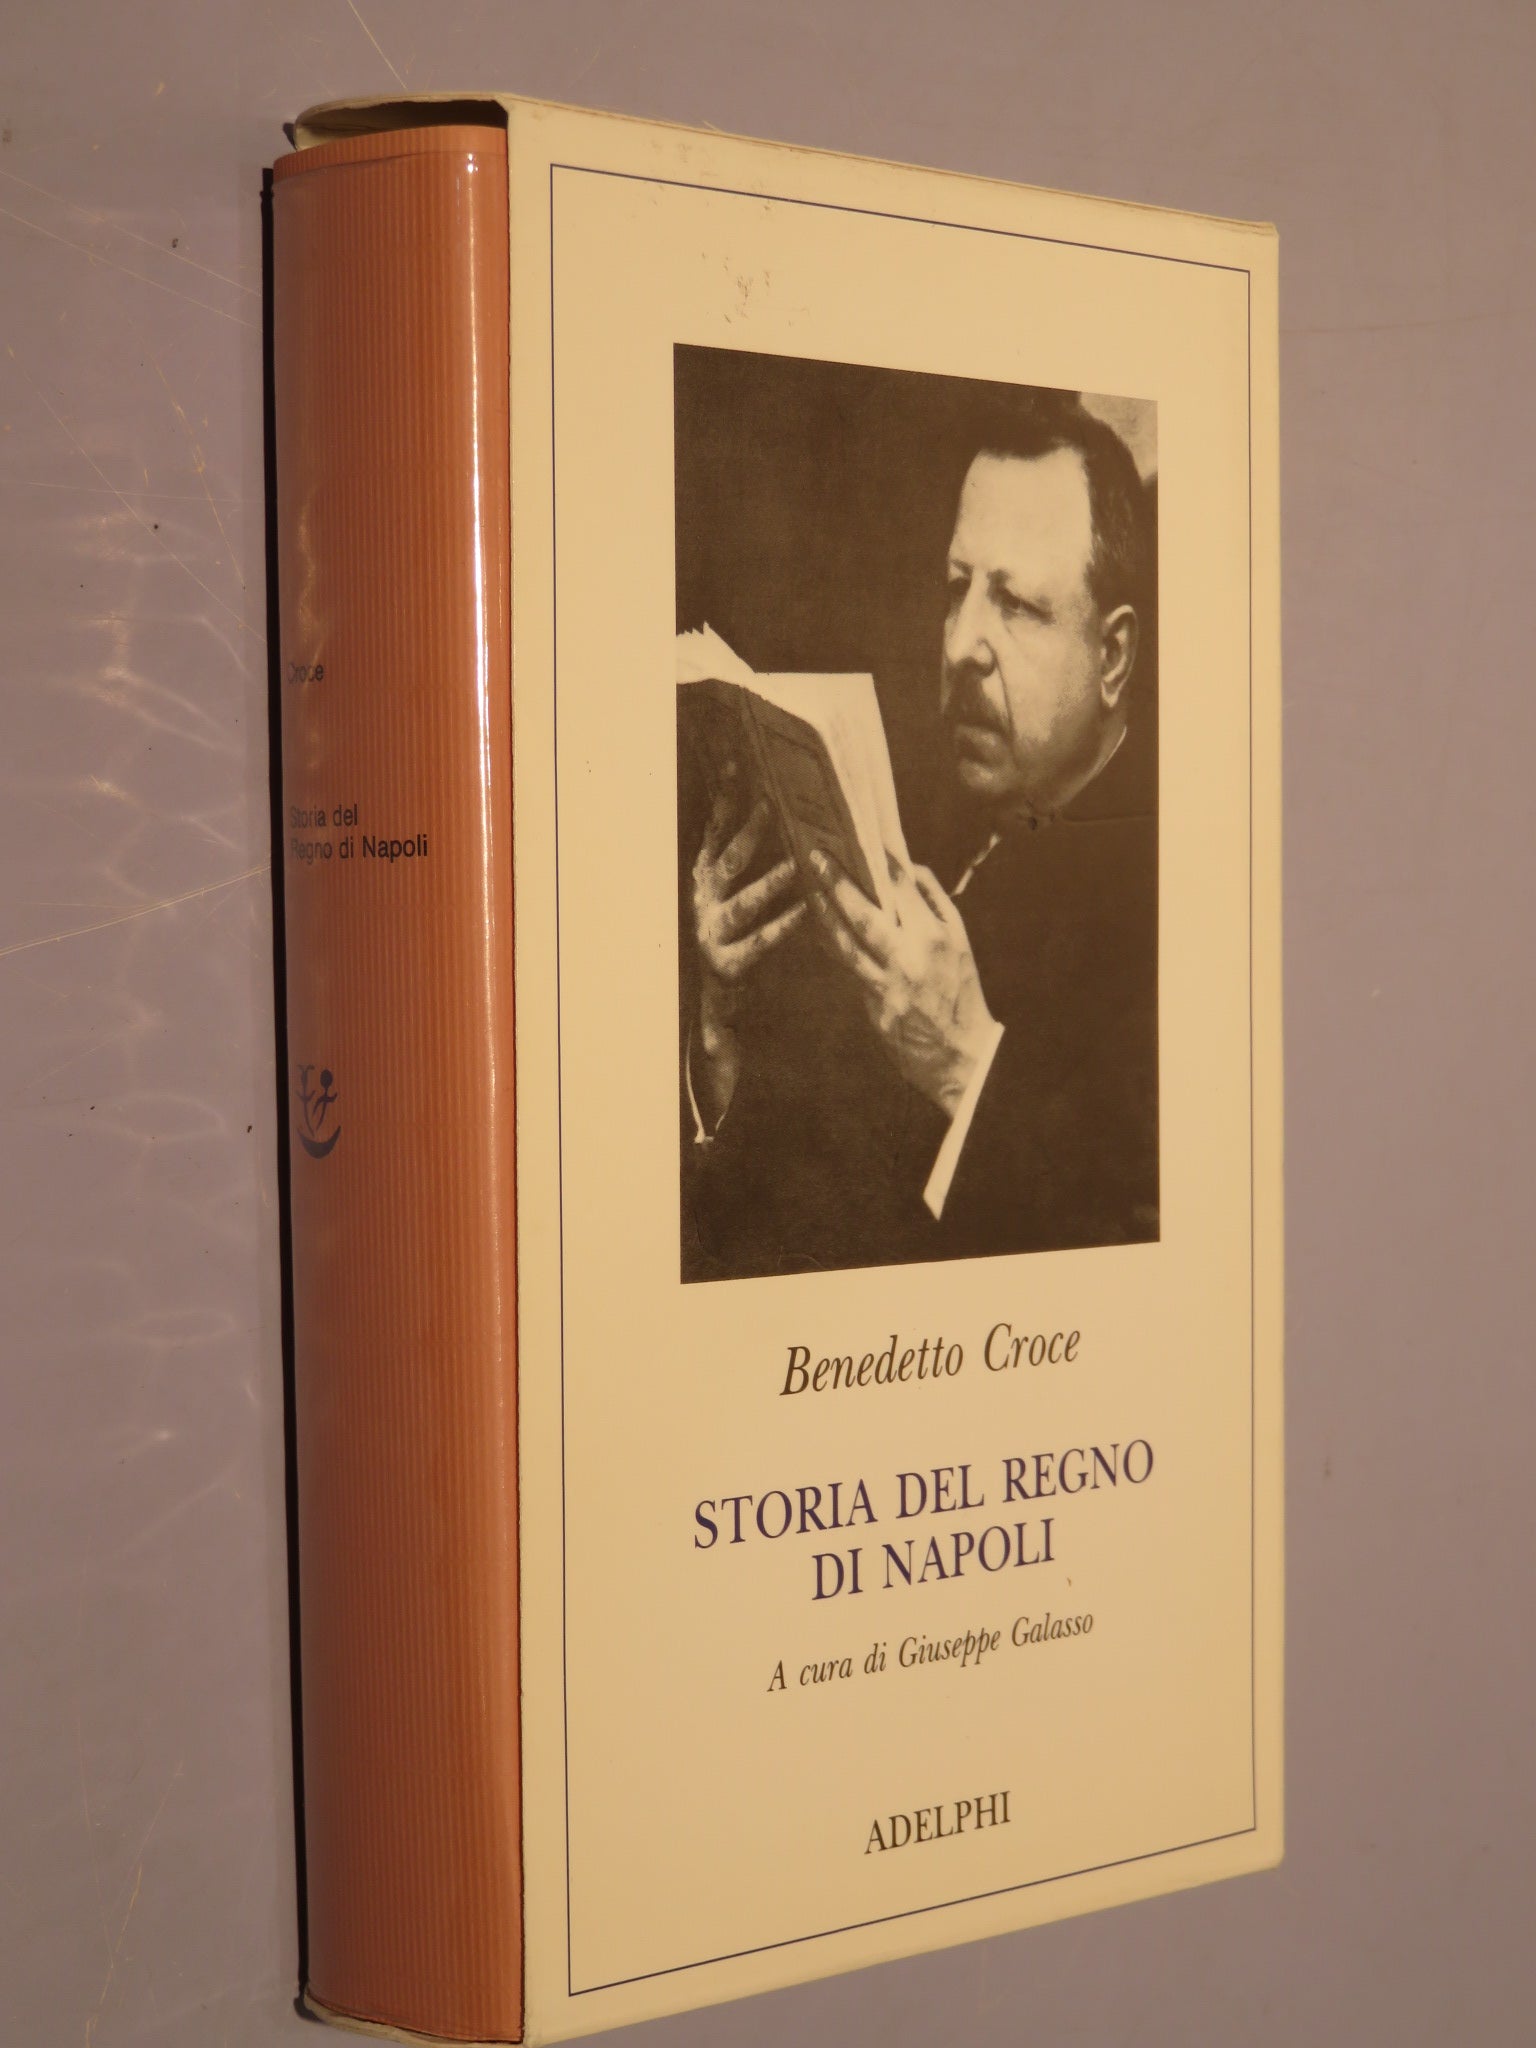 Croce
Storia del
Regno di Napoli
Benedetto Croce
STORIA DEL REGNO
DI NAPOLI
A cura di Giuseppe Galasso
ADELPHI